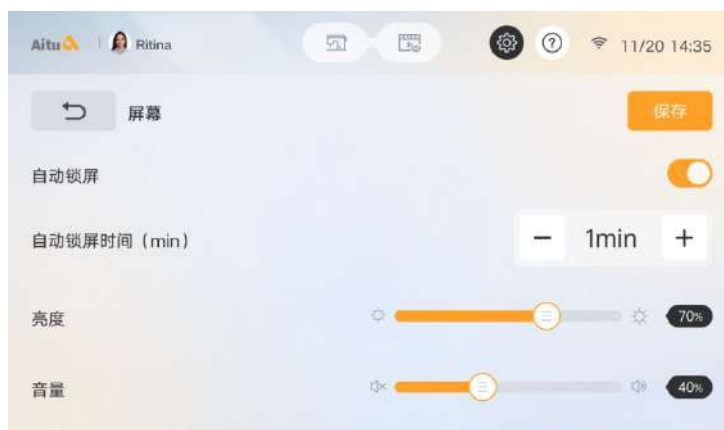 Aitu Ritina 11/20 14:35
屏幕 保存
自动锁屏
自动锁屏时间（min） 1min
亮度 70%
音量 40%